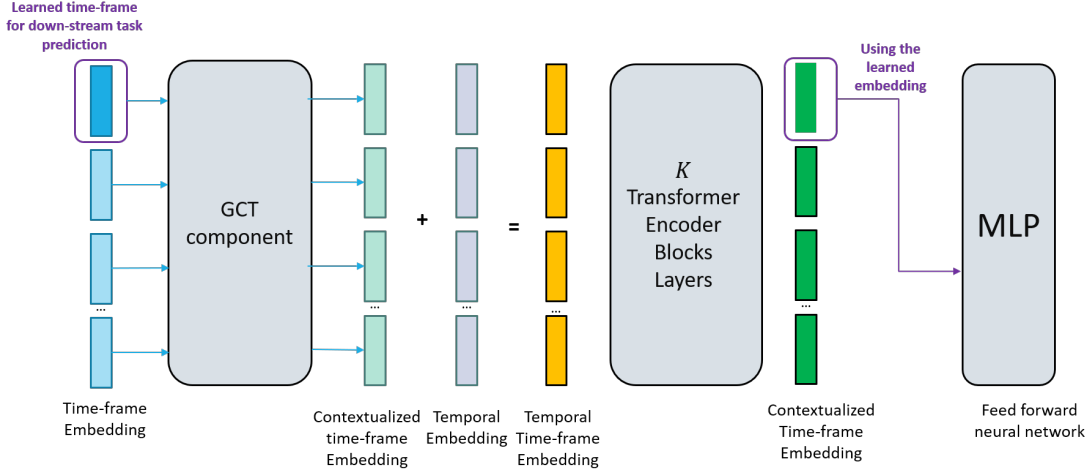 Learned time-frame
for down-stream task
prediction
Using the
learned
embedding
GCT
component
+
=
K
Transformer
Encoder
Blocks
Layers
MLP
...
...
...
...
...
Time-frame
Embedding
Contextualized
time-frame
Embedding
Temporal
Embedding
Temporal
Time-frame
Embedding
Contextualized
Time-frame
Embedding
Feed forward
neural network